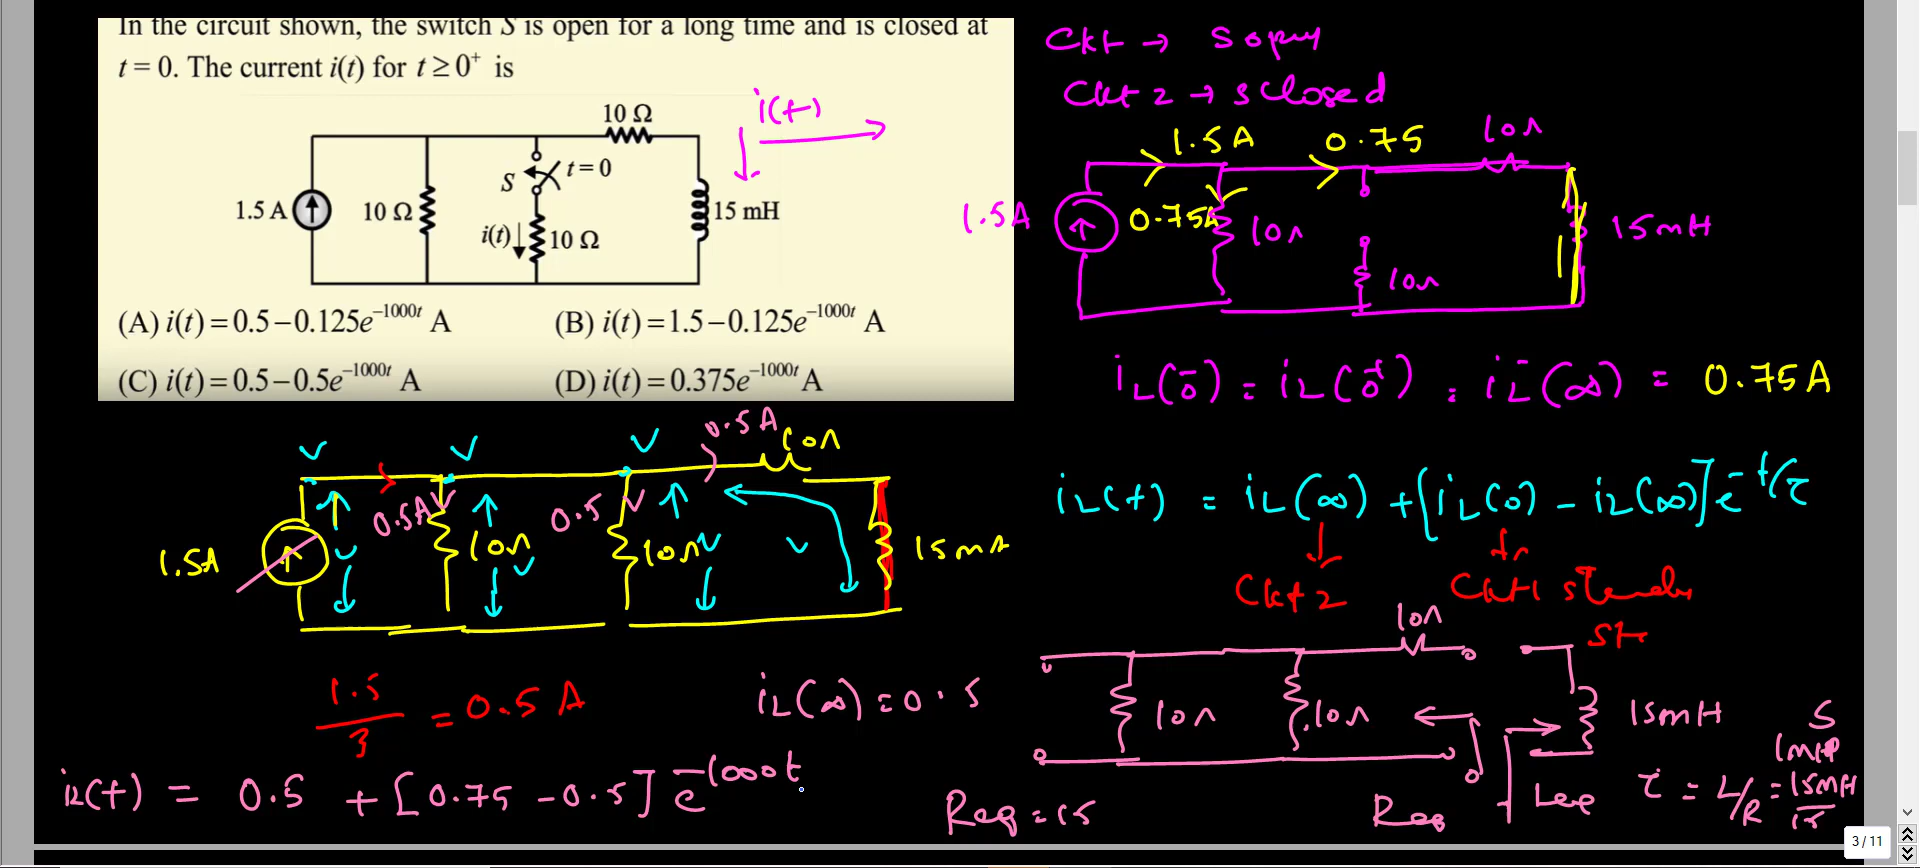 In the circuit shown, the switch S is open for a long time and is closed at
t = 0. The current i(t) for t ≥ 0⁺ is
10 Ω
i(t)
S
t = 0
1.5 A
10 Ω
15 mH
i(t)
10 Ω
(A) i(t) = 0.5 – 0.125e^{–1000t} A
(B) i(t) = 1.5 – 0.125e^{–1000t} A
(C) i(t) = 0.5 – 0.5e^{–1000t} A
(D) i(t) = 0.375e^{–1000t} A
Ckt → S open
Ckt 2 → S Closed
1.5 A
0.75
10Ω
1.5A
0.75A
10Ω
15mH
10Ω
iL(0⁻) = iL(0⁺) = iL(∞) = 0.75A
iL(t) = iL(∞) + [iL(0) – iL(∞)] e^{-t/τ}
Ckt 2
Ckt1
V
V
V
0.5A
10Ω
0.5A
0.5
V
V
V
V
1.5A
10Ω
10Ω
1.5/3 = 0.5 A
iL(∞) = 0.5
iL(t) = 0.5 + [0.75 – 0.5] e^{-1000t}
10Ω
10Ω
10Ω
15mH
S
Req = 15
Req
Leq
τ = L/R = 15mH/15
3 / 11